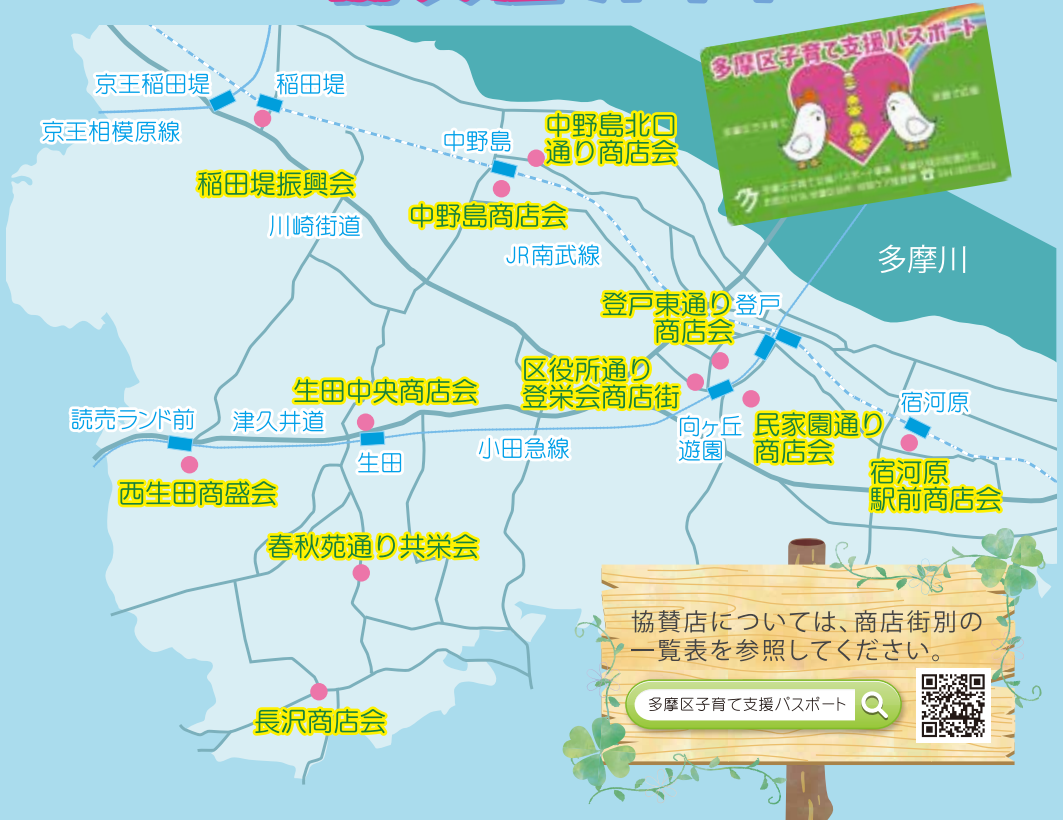 多摩区子育て支援パスポート
京王稲田堤
稲田堤
京王相模原線
中野島
中野島北口
通り商店会
稲田堤振興会
中野島商店会
川崎街道
JR南武線
多摩川
登戸東通り
商店会
登戸
区役所通り
登栄会商店街
生田中央商店会
読売ランド前
津久井道
宿河原
向ヶ丘
遊園
民家園通り
商店会
小田急線
生田
宿河原
駅前商店会
西生田商盛会
春秋苑通り共栄会
長沢商店会
協賛店については、商店街別の
一覧表を参照してください。
多摩区子育て支援パスポート